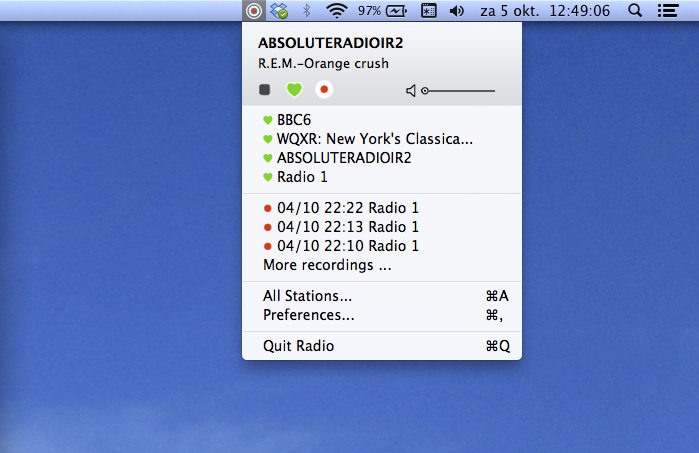 97% za 5 okt. 12:49:06
ABSOLUTERADIOIR2
R.E.M.-Orange crush
BBC6
WQXR: New York's Classica...
ABSOLUTERADIOIR2
Radio 1
04/10 22:22 Radio 1
04/10 22:13 Radio 1
04/10 22:10 Radio 1
More recordings ...
All Stations... ⌘A
Preferences... ⌘,
Quit Radio ⌘Q